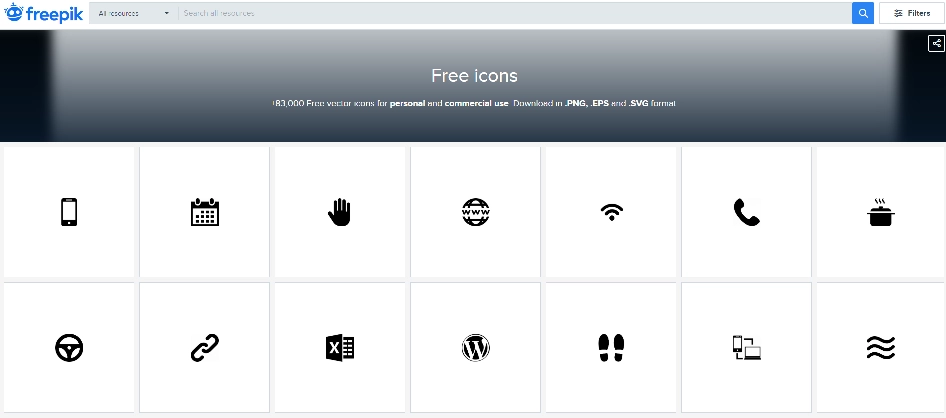 freepik
All resources
Search all resources
Filters
Free icons
+83,000 Free vector icons for personal and commercial use. Download in .PNG, .EPS and .SVG format
WWW
X
W